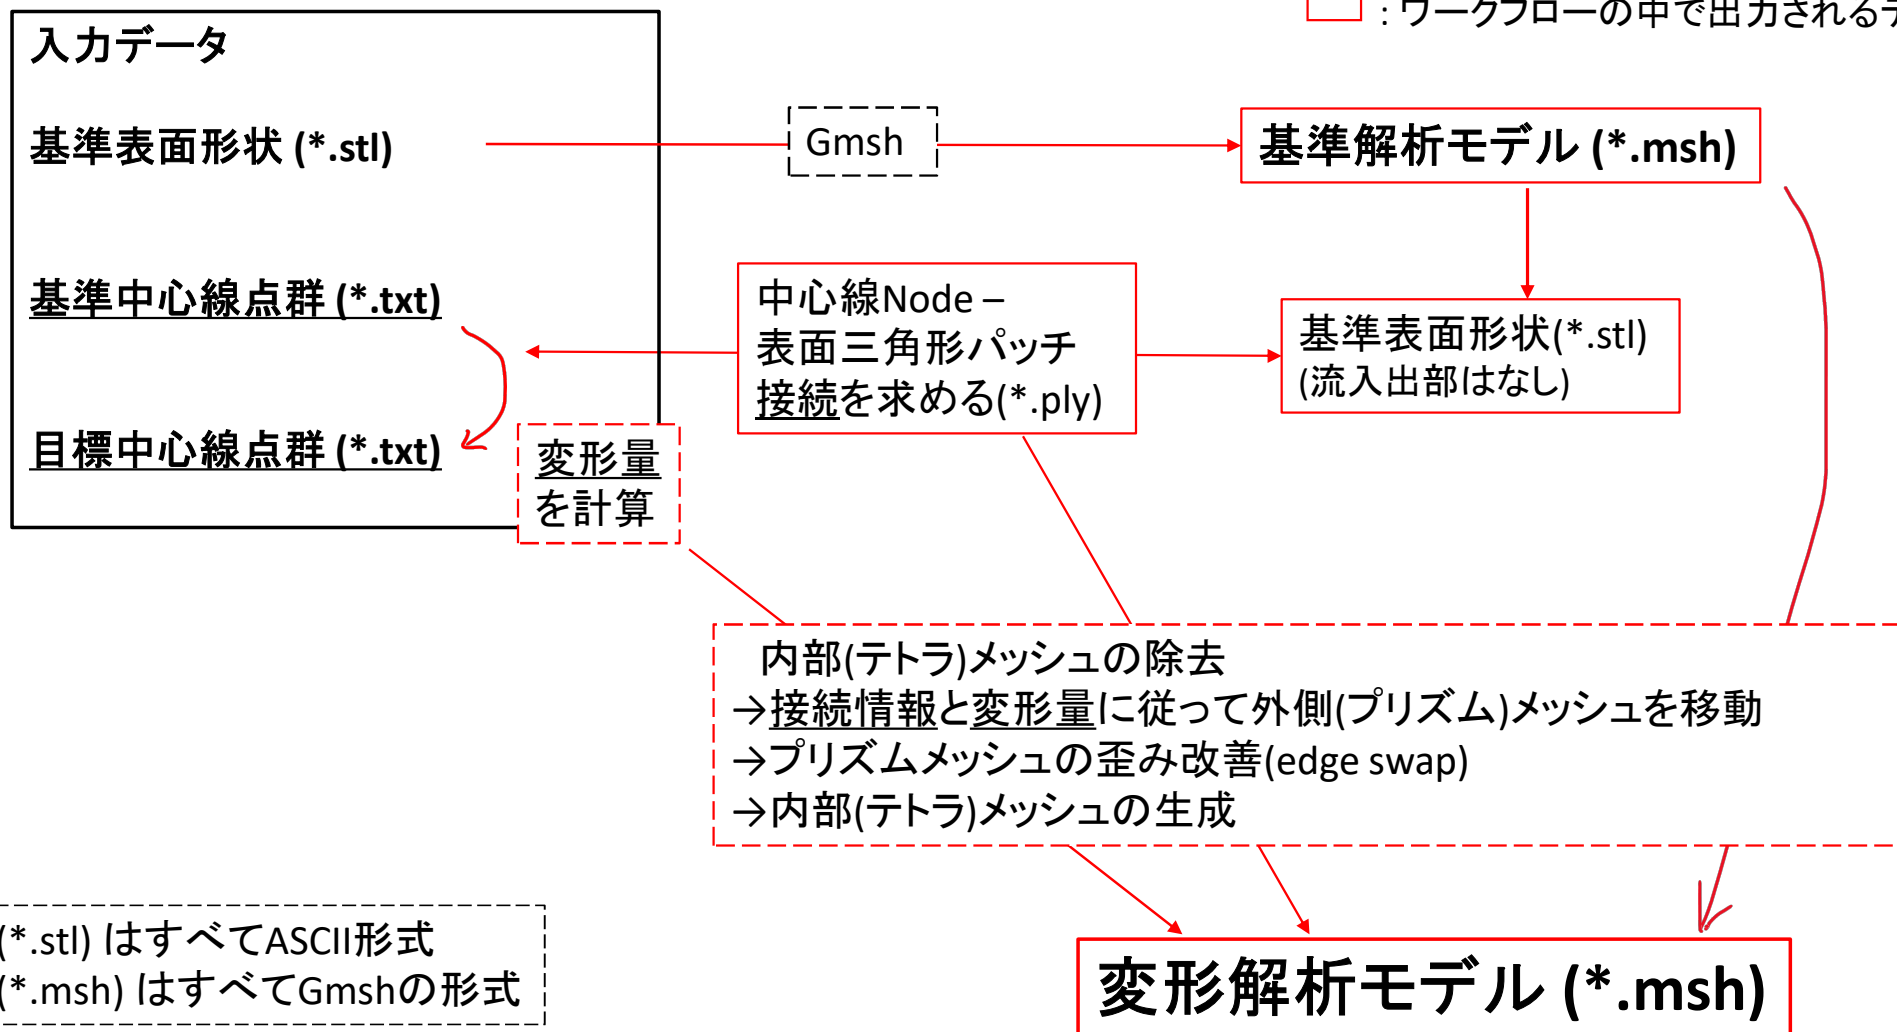 : ワークフローの中で出力される
入力データ
基準表面形状 (*.stl)
Gmsh
基準解析モデル (*.msh)
基準中心線点群 (*.txt)
中心線Node –
表面三角形パッチ
接続を求める(*.ply)
基準表面形状(*.stl)
(流入出部はなし)
目標中心線点群 (*.txt)
変形量
を計算
内部(テトラ)メッシュの除去
→接続情報と変形量に従って外側(プリズム)メッシュを移動
→プリズムメッシュの歪み改善(edge swap)
→内部(テトラ)メッシュの生成
(*.stl) はすべてASCII形式
(*.msh) はすべてGmshの形式
変形解析モデル (*.msh)